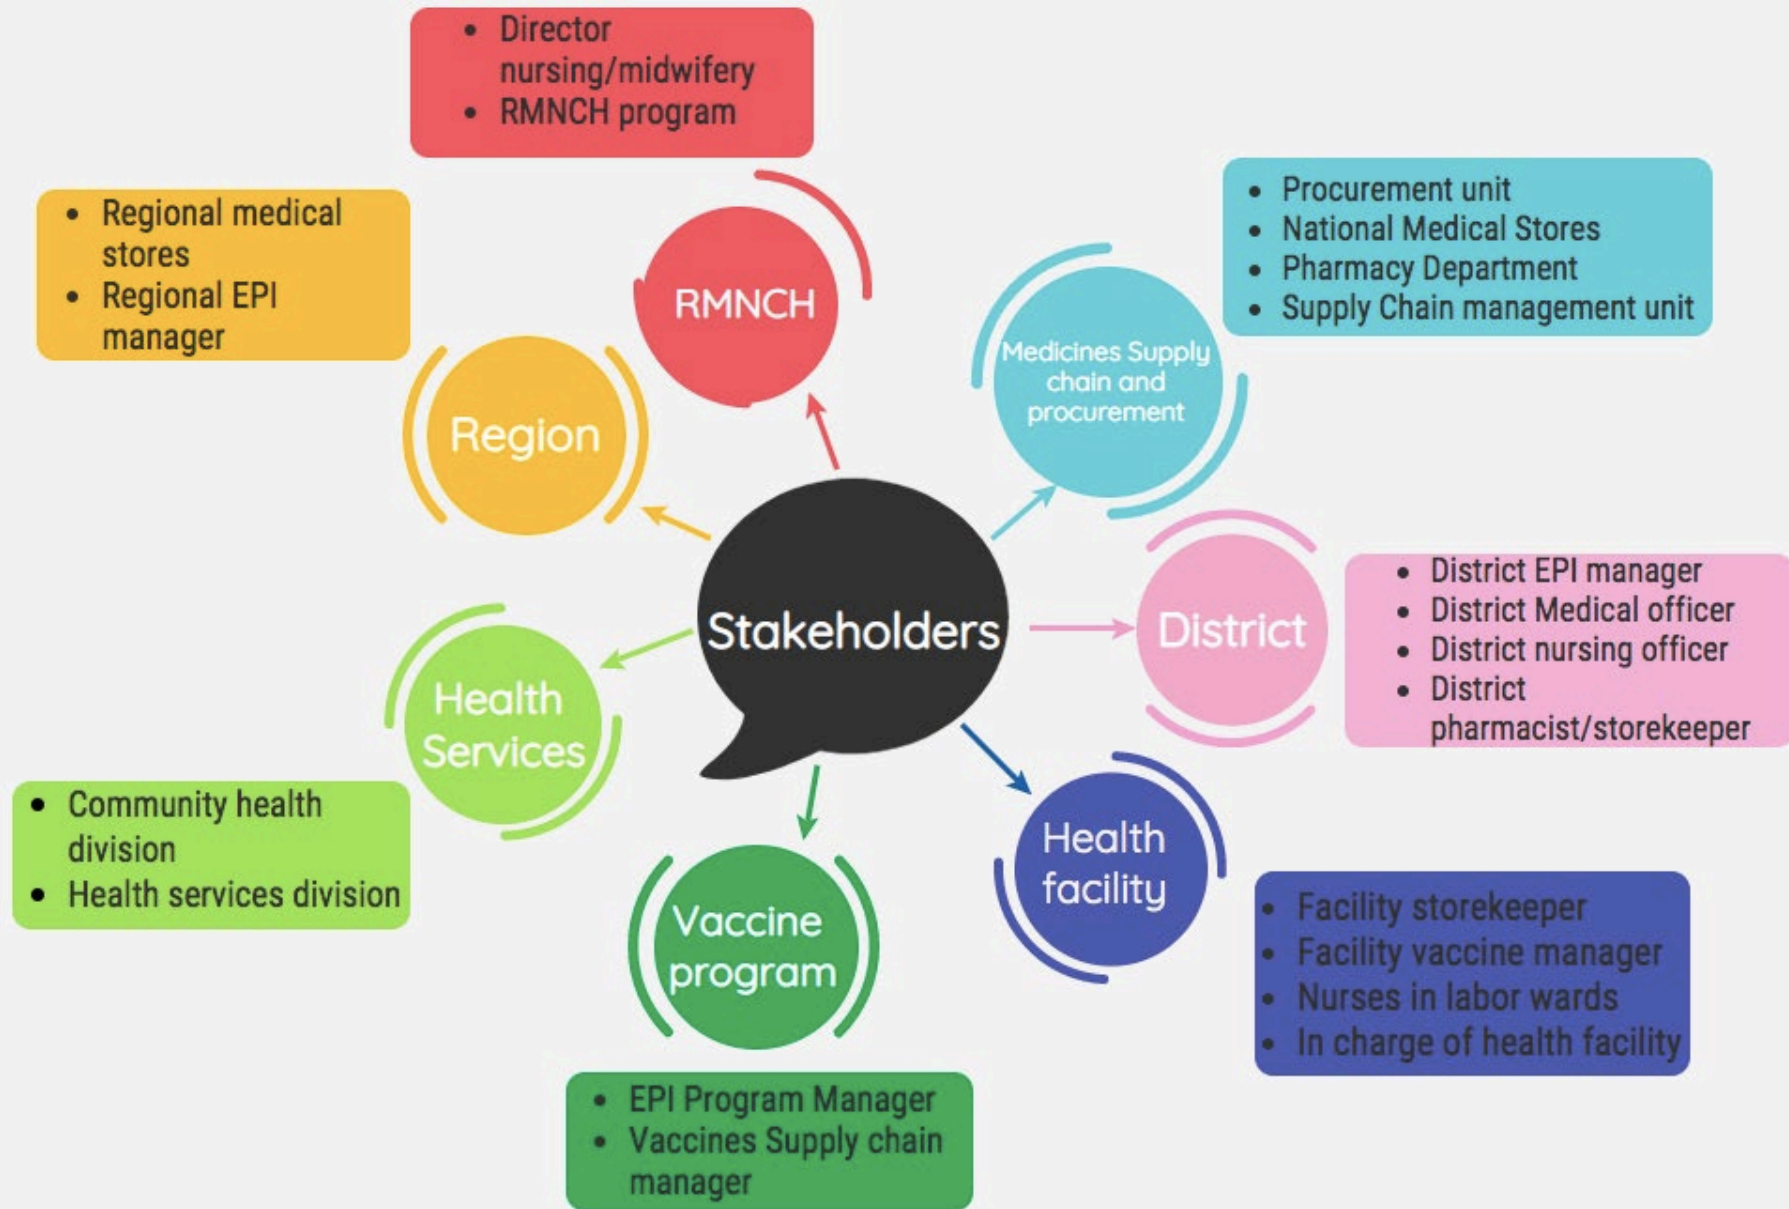 • Director
nursing/midwifery
• RMNCH program
RMNCH
• Regional medical
stores
• Regional EPI
manager
Region
• Procurement unit
• National Medical Stores
• Pharmacy Department
• Supply Chain management unit
Medicines Supply
chain and
procurement
Stakeholders
District
• District EPI manager
• District Medical officer
• District nursing officer
• District
pharmacist/storekeeper
Health
Services
• Community health
division
• Health services division
Health
facility
• Facility storekeeper
• Facility vaccine manager
• Nurses in labor wards
• In charge of health facility
Vaccine
program
• EPI Program Manager
• Vaccines Supply chain
manager